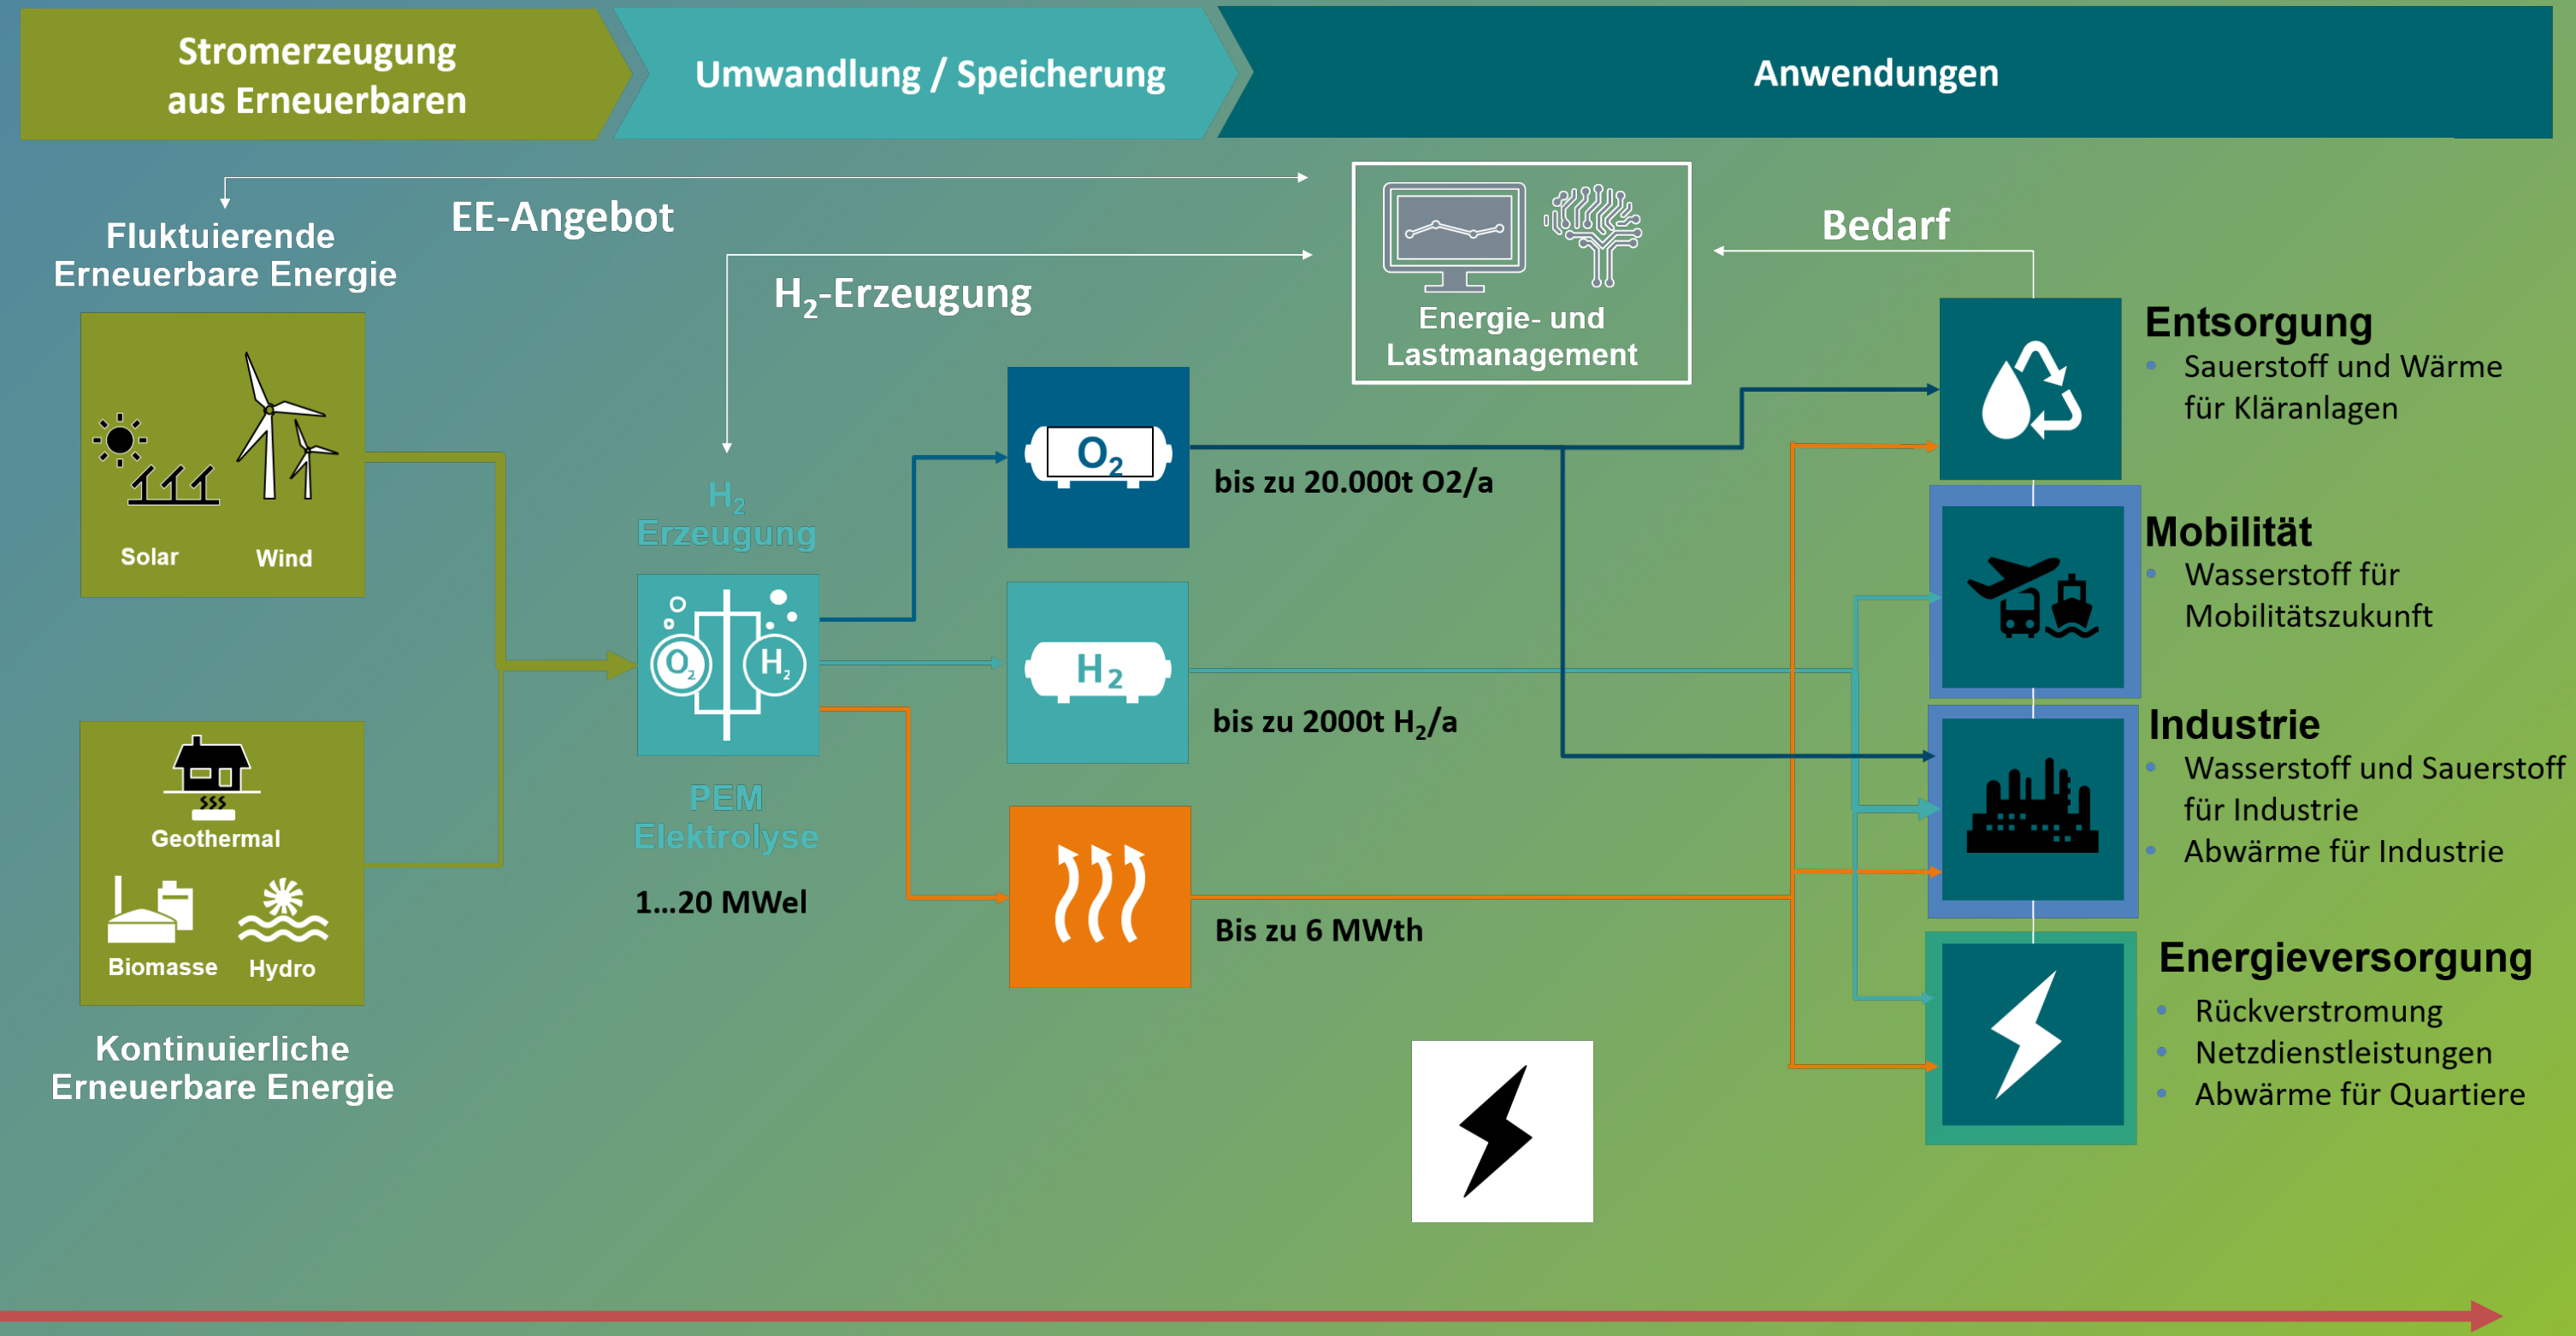 Stromerzeugung
aus Erneuerbaren
Umwandlung / Speicherung
Anwendungen
EE-Angebot
Fluktuierende
Erneuerbare Energie
H₂-Erzeugung
Energie- und
Lastmanagement
Bedarf
Solar
Wind
Geothermal
Biomasse
Hydro
Kontinuierliche
Erneuerbare Energie
H₂
Erzeugung
O₂
H₂
PEM
Elektrolyse
1...20 MWel
O₂
bis zu 20.000t O2/a
H₂
bis zu 2000t H₂/a
Bis zu 6 MWth
Entsorgung
• Sauerstoff und Wärme
für Kläranlagen
Mobilität
• Wasserstoff für
Mobilitätszukunft
Industrie
• Wasserstoff und Sauerstoff
für Industrie
• Abwärme für Industrie
Energieversorgung
• Rückverstromung
• Netzdienstleistungen
• Abwärme für Quartiere